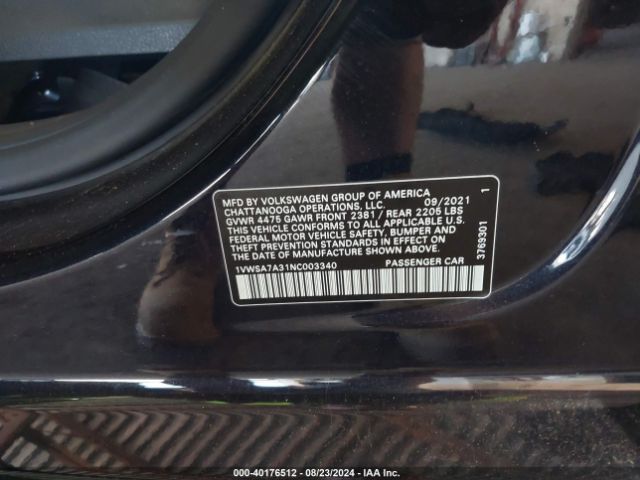 MFD BY VOLKSWAGEN GROUP OF AMERICA
CHATTANOOGA OPERATIONS, LLC. 09/2021 1
GVWR 4475 GAWR FRONT 2381 / REAR 2205 LBS
THIS VEHICLE CONFORMS TO ALL APPLICABLE U.S.
FEDERAL MOTOR VEHICLE SAFETY, BUMPER AND
THEFT PREVENTION STANDARDS IN EFFECT ON THE
DATE OF MANUFACTURE SHOWN ABOVE.
1VWSA7A31NC003340 PASSENGER CAR
3769301
000-40176512 - 08/23/2024 - IAA Inc.